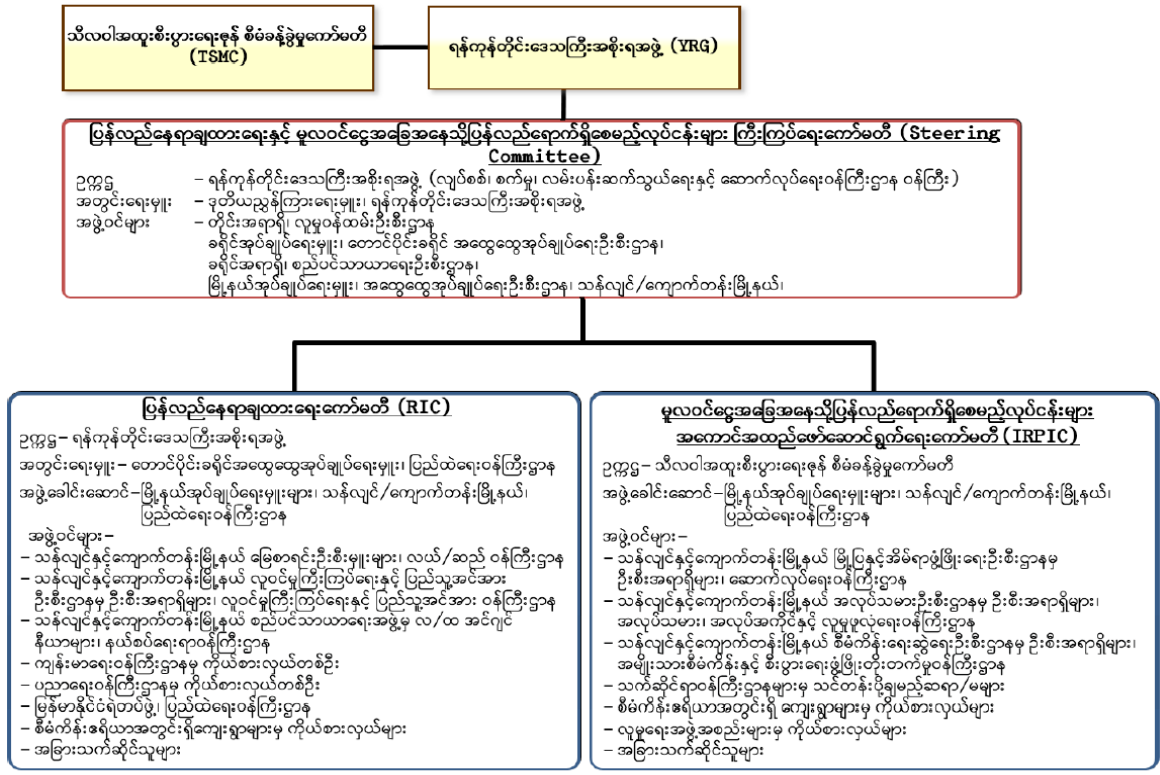 သီလဝါအထူးစီးပွားရေးဇုန် စီမံခန့်ခွဲမှုကော်မတီ
(TSMC)
ရန်ကုန်တိုင်းဒေသကြီးအစိုးရအဖွဲ့ (YRG)
ပြန်လည်နေရာချထားရေးနှင့် မူလဝင်ငွေအခြေအနေသို့ပြန်လည်ရောက်ရှိစေမည့်လုပ်ငန်းများ ကြီးကြပ်ရေးကော်မတီ (Steering
Committee)
ဥက္ကဌ – ရန်ကုန်တိုင်းဒေသကြီးအစိုးရအဖွဲ့ (လျပ်စစ်၊ စက်မှု၊ လမ်းပန်းဆက်သွယ်ရေးနှင့် ဆောက်လုပ်ရေးဝန်ကြီးဌာန ဝန်ကြီး)
အတွင်းရေးမှူး – ဒုတိယညွှန်ကြားရေးမှူး၊ ရန်ကုန်တိုင်းဒေသကြီးအစိုးရအဖွဲ့
အဖွဲ့ဝင်များ – တိုင်းအရာရှိ၊ လူမှုဝန်ထမ်းဦးစီးဌာန
ခရိုင်အုပ်ချုပ်ရေးမှူး၊ တောင်ပိုင်းခရိုင် အထွေထွေအုပ်ချုပ်ရေးဦးစီးဌာန၊
ခရိုင်အရာရှိ၊ စည်ပင်သာယာရေးဦးစီးဌာန၊
မြို့နယ်အုပ်ချုပ်ရေးမှူး၊ အထွေထွေအုပ်ချုပ်ရေးဦးစီးဌာန၊ သန်လျင်/ကျောက်တန်းမြို့နယ်၊
ပြန်လည်နေရာချထားရေးကော်မတီ (RIC)
ဥက္ကဌ– ရန်ကုန်တိုင်းဒေသကြီးအစိုးရအဖွဲ့
အတွင်းရေးမှူး– တောင်ပိုင်းခရိုင်အထွေထွေအုပ်ချုပ်ရေးမှူး၊ ပြည်ထဲရေးဝန်ကြီးဌာန
အဖွဲ့ခေါင်းဆောင်–မြို့နယ်အုပ်ချုပ်ရေးမှူးများ၊ သန်လျင်/ကျောက်တန်းမြို့နယ်၊
ပြည်ထဲရေးဝန်ကြီးဌာန
အဖွဲ့ဝင်များ–
– သန်လျင်နှင့်ကျောက်တန်းမြို့နယ် မြေစာရင်းဦးစီးမှူးများ၊ လယ်/ဆည် ဝန်ကြီးဌာန
– သန်လျင်နှင့်ကျောက်တန်းမြို့နယ် လူဝင်မှုကြီးကြပ်ရေးနှင့် ပြည်သူ့အင်အား
ဦးစီးဌာနမှ ဦးစီးအရာရှိများ၊ လူဝင်မှုကြီးကြပ်ရေးနှင့် ပြည်သူ့အင်အား ဝန်ကြီးဌာန
– သန်လျင်နှင့်ကျောက်တန်းမြို့နယ် စည်ပင်သာယာရေးအဖွဲ့မှ လ/ထ အင်ဂျင်
နီယာများ၊ နယ်စပ်ရေးရာဝန်ကြီးဌာန
– ကျန်းမာရေးဝန်ကြီးဌာနမှ ကိုယ်စားလှယ်တစ်ဦး
– ပညာရေးဝန်ကြီးဌာနမှ ကိုယ်စားလှယ်တစ်ဦး
– မြန်မာနိုင်ငံရဲတပ်ဖွဲ့၊ ပြည်ထဲရေးဝန်ကြီးဌာန
– စီမံကိန်းဧရိယာအတွင်းရှိကျေးရွာများမှ ကိုယ်စားလှယ်များ
– အခြားသက်ဆိုင်သူများ
မူလဝင်ငွေအခြေအနေသို့ပြန်လည်ရောက်ရှိစေမည့်လုပ်ငန်းများ
အကောင်အထည်ဖော်ဆောင်ရွက်ရေးကော်မတီ (IRPIC)
ဥက္ကဌ– သီလဝါအထူးစီးပွားရေးဇုန် စီမံခန့်ခွဲမှုကော်မတီ
အဖွဲ့ခေါင်းဆောင်–မြို့နယ်အုပ်ချုပ်ရေးမှူးများ၊ သန်လျင်/ကျောက်တန်းမြို့နယ်၊
ပြည်ထဲရေးဝန်ကြီးဌာန
အဖွဲ့ဝင်များ–
– သန်လျင်နှင့်ကျောက်တန်းမြို့နယ် မြို့ပြနှင့်အိမ်ရာဖွံ့ဖြိုးရေးဦးစီးဌာနမှ
ဦးစီးအရာရှိများ၊ ဆောက်လုပ်ရေးဝန်ကြီးဌာန
– သန်လျင်နှင့်ကျောက်တန်းမြို့နယ် အလုပ်သမားဦးစီးဌာနမှ ဦးစီးအရာရှိများ၊
အလုပ်သမား၊ အလုပ်အကိုင်နှင့် လူမှုဖူလုံရေးဝန်ကြီးဌာန
– သန်လျင်နှင့်ကျောက်တန်းမြို့နယ် စီမံကိန်းရေးဆွဲရေးဦးစီးဌာနမှ ဦးစီးအရာရှိများ၊
အမျိုးသားစီမံကိန်းနှင့် စီးပွားရေးဖွံ့ဖြိုးတိုးတက်မှုဝန်ကြီးဌာန
– သက်ဆိုင်ရာဝန်ကြီးဌာနများမှ သင်တန်းပို့ချမည့်ဆရာ/မများ
– စီမံကိန်းဧရိယာအတွင်းရှိ ကျေးရွာများမှ ကိုယ်စားလှယ်များ
– လူမှုရေးအဖွဲ့အစည်းများမှ ကိုယ်စားလှယ်များ
– အခြားသက်ဆိုင်သူများ